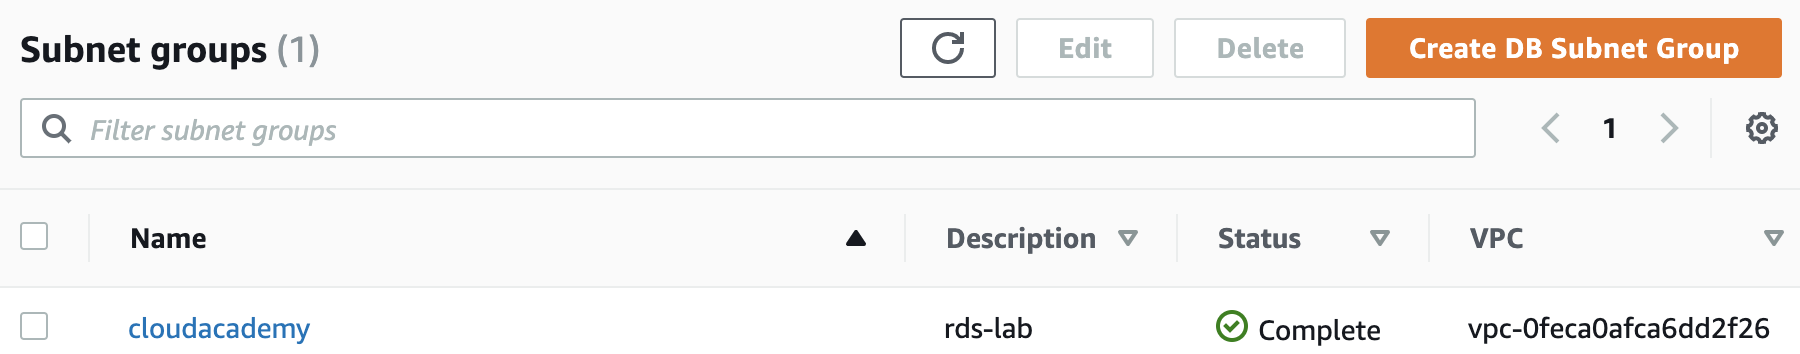 Subnet groups (1)
Edit
Delete
Create DB Subnet Group
Filter subnet groups
1
Name
Description
Status
VPC
cloudacademy
rds-lab
Complete
vpc-0feca0afca6dd2f26